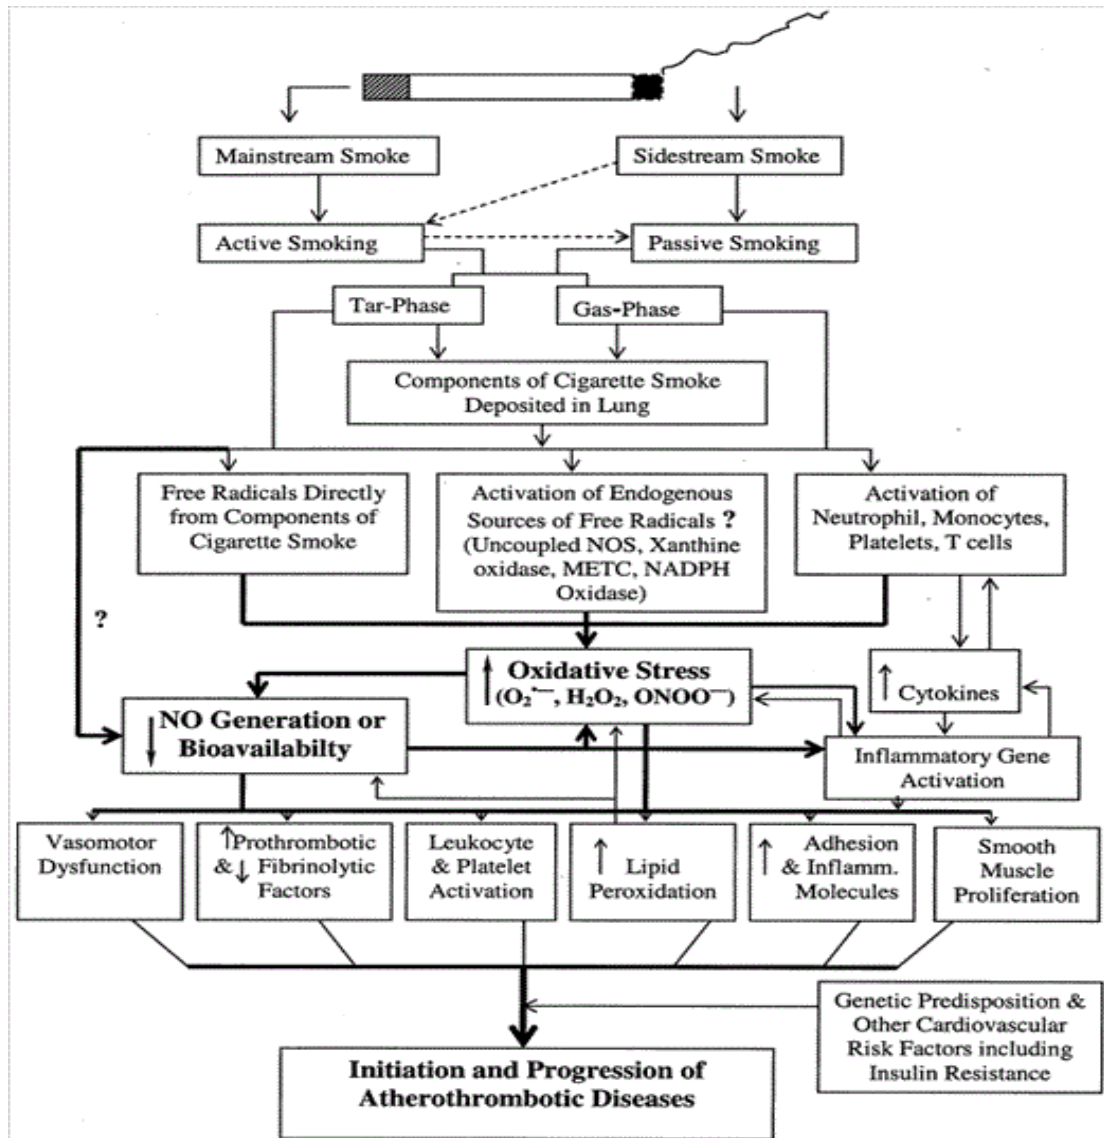 Mainstream Smoke
Sidestream Smoke
Active Smoking
Passive Smoking
Tar-Phase
Gas-Phase
Components of Cigarette Smoke
Deposited in Lung
Free Radicals Directly
from Components of
Cigarette Smoke
Activation of Endogenous
Sources of Free Radicals ?
(Uncoupled NOS, Xanthine
oxidase, METC, NADPH
Oxidase)
Activation of
Neutrophil, Monocytes,
Platelets, T cells
?
↑ Oxidative Stress
(O₂˙⁻, H₂O₂, ONOO⁻)
↑ Cytokines
↓ NO Generation or
Bioavailabilty
Inflammatory Gene
Activation
Vasomotor
Dysfunction
↑ Prothrombotic
& ↓ Fibrinolytic
Factors
Leukocyte
& Platelet
Activation
↑ Lipid
Peroxidation
↑ Adhesion
& Inflamm.
Molecules
Smooth
Muscle
Proliferation
Genetic Predisposition &
Other Cardiovascular
Risk Factors including
Insulin Resistance
Initiation and Progression of
Atherothrombotic Diseases